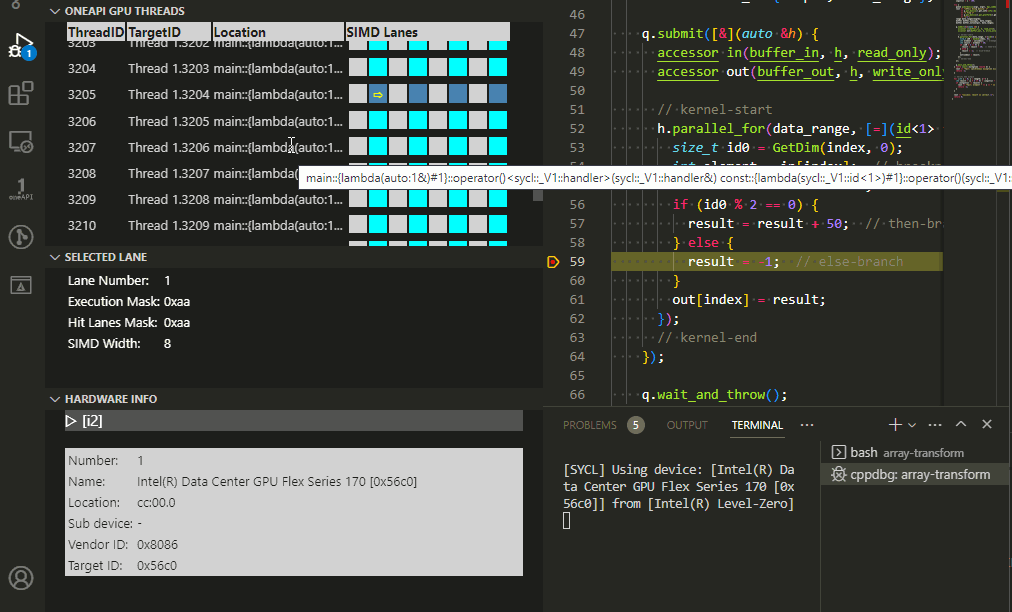 ONEAPI GPU THREADS
ThreadID TargetID Location SIMD Lanes
3203 Thread 1.3202 main::{lambda(auto:1...
3204 Thread 1.3203 main::{lambda(auto:1...
3205 Thread 1.3204 main::{lambda(auto:1...
3206 Thread 1.3205 main::{lambda(auto:1...
3207 Thread 1.3206 main::{lambda(auto:1...
3208 Thread 1.3207 main::{lambda(
main::{lambda(auto:1&)#1}::operator()<sycl::_V1::handler>(sycl::_V1::handler&) const::{lambda(sycl::_V1::id<1>)#1}::operator()(sycl::_V1:
3209 Thread 1.3208 main::{lambda(auto:1...
3210 Thread 1.3209 main::{lambda(auto:1...
SELECTED LANE
Lane Number: 1
Execution Mask: 0xaa
Hit Lanes Mask: 0xaa
SIMD Width: 8
HARDWARE INFO
[i2]
Number: 1
Name: Intel(R) Data Center GPU Flex Series 170 [0x56c0]
Location: cc:00.0
Sub device: -
Vendor ID: 0x8086
Target ID: 0x56c0
1
1
oneAPI
46
47 q.submit([&](auto &h) {
48 accessor in(buffer_in, h, read_only);
49 accessor out(buffer_out, h, write_onl
50
51 // kernel-start
52 h.parallel_for(data_range, [=](id<1>
53 size_t id0 = GetDim(index, 0);
56 if (id0 % 2 == 0) {
57 result = result + 50; // then-br
58 } else {
59 result = -1; // else-branch
60 }
61 out[index] = result;
62 });
63 // kernel-end
64 });
65
66 q.wait_and_throw();
PROBLEMS 5 OUTPUT TERMINAL ···
[SYCL] Using device: [Intel(R) Da
ta Center GPU Flex Series 170 [0x
56c0]] from [Intel(R) Level-Zero]
bash array-transform
cppdbg: array-transform